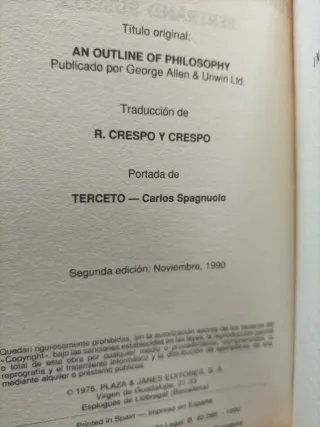 Título original:
AN OUTLINE OF PHILOSOPHY
Publicado por George Allen & Unwin Ltd.
Traducción de
R. CRESPO Y CRESPO
Portada de
TERCETO — Carlos Spagnuolo
Segunda edición: Noviembre, 1990
Quedan rigurosamente prohibidas, sin la autorización escrita de los titulares del
«Copyright», bajo las sanciones establecidas en las leyes, la reproducción parcial
o total de esta obra por cualquier medio o procedimiento, comprendidos la
reprografía y el tratamiento informático y la distribución de ejemplares de ella
mediante alquiler o préstamo públicos.
© 1975, PLAZA & JANES EDITORES, S. A.
Virgen de Guadalupe, 21-33
Esplugues de Llobregat (Barcelona)
Printed in Spain — Impreso en España